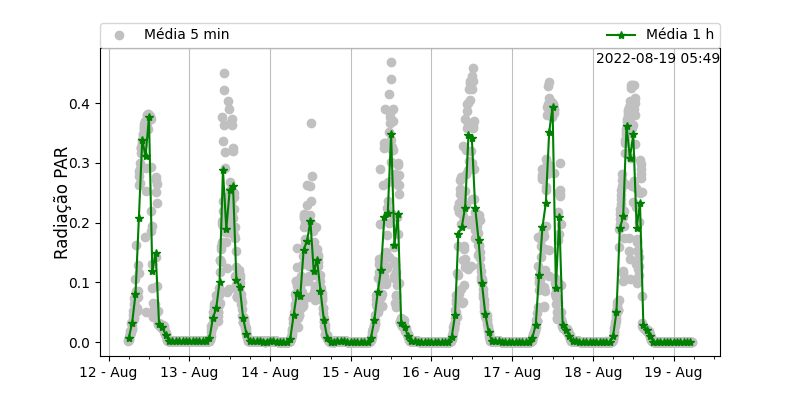 Média 5 min
Média 1 h
2022-08-19 05:49
Radiação PAR
0.4
0.3
0.2
0.1
0.0
12 - Aug
13 - Aug
14 - Aug
15 - Aug
16 - Aug
17 - Aug
18 - Aug
19 - Aug